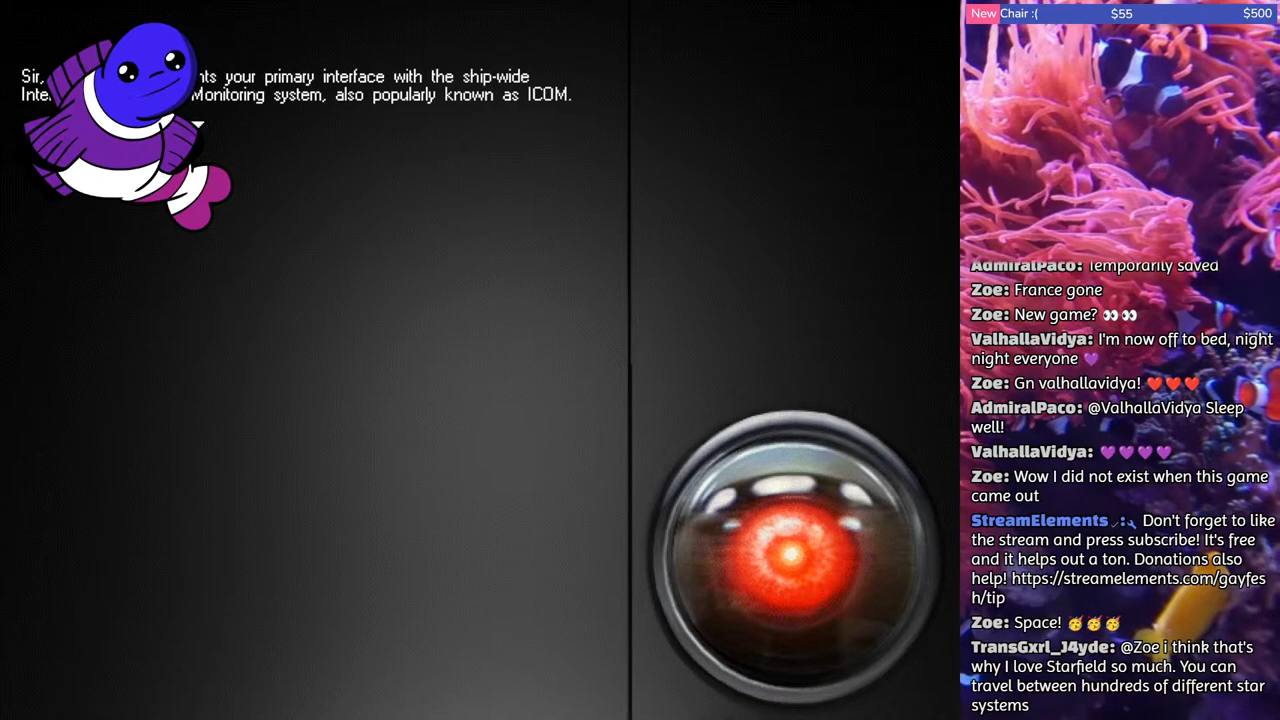 Sir, nts your primary interface with the ship-wide
Monitoring system, also popularly known as ICOM.
New Chair :( $55 $500
AdmiralPaco: Temporarily saved
Zoe: France gone
Zoe: New game? 👀👀
ValhallaVidya: I'm now off to bed, night
night everyone 💜
Zoe: Gn valhallavidya! ❤️❤️❤️
AdmiralPaco: @ValhallaVidya Sleep
well!
ValhallaVidya: 💜💜💜💜
Zoe: Wow I did not exist when this game
came out
StreamElements: Don't forget to like
the stream and press subscribe! It's free
and it helps out a ton. Donations also
help! https://streamelements.com/gayfes
h/tip
Zoe: Space! 🥳🥳🥳
TransGxrl_J4yde: @Zoe i think that's
why I love Starfield so much. You can
travel between hundreds of different star
systems